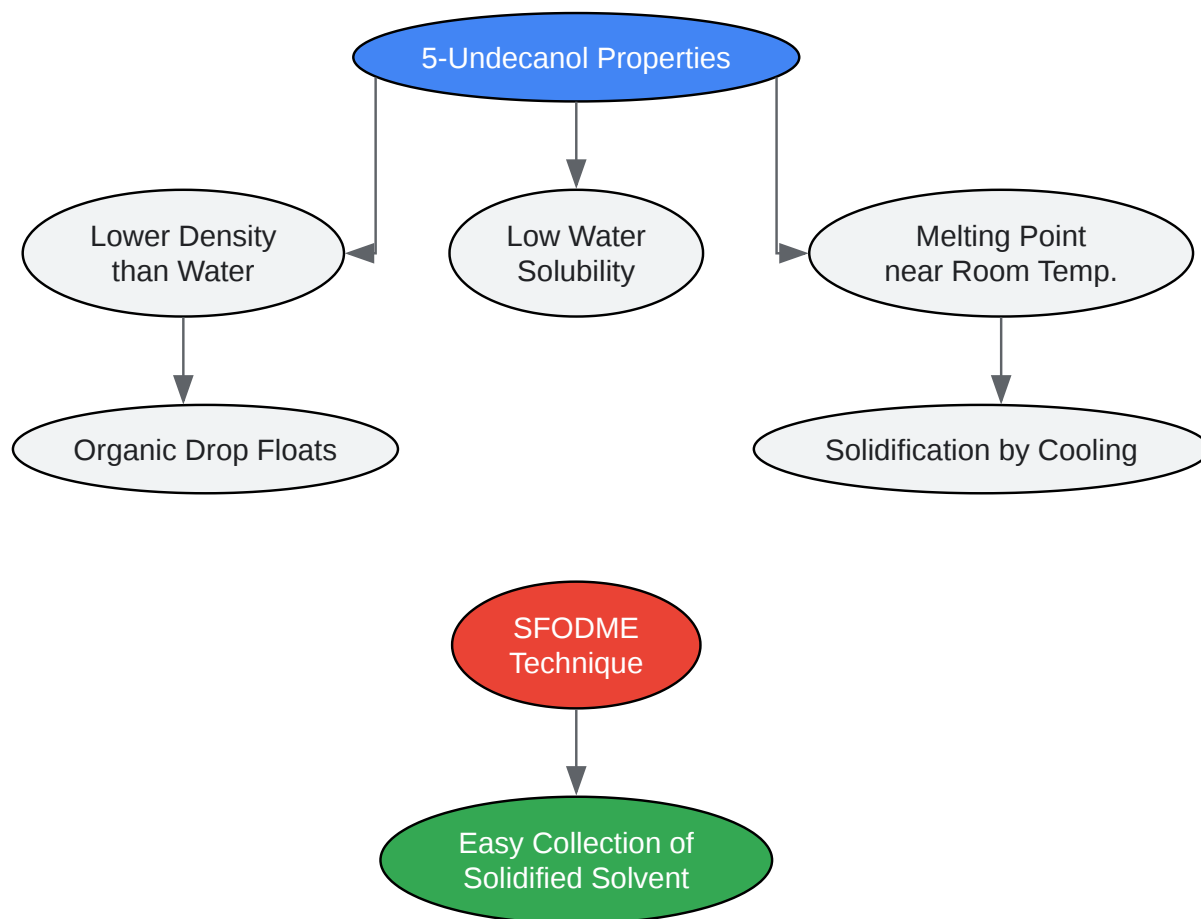 5-Undecanol Properties
Lower Density
than Water
Low Water
Solubility
Melting Point
near Room Temp.
Organic Drop Floats
Solidification by Cooling
SFODME
Technique
Easy Collection of
Solidified Solvent